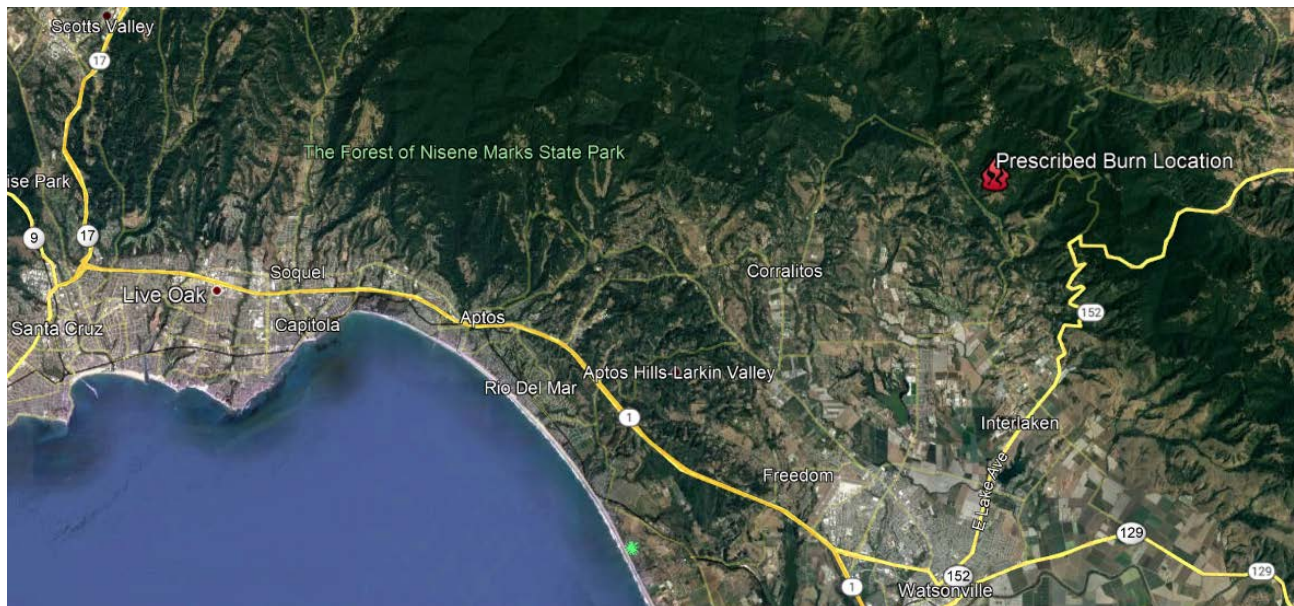 Scotts Valley
17
The Forest of Nisene Marks State Park
Prescribed Burn Location
ise Park
9
17
Soquel
Corralitos
Live Oak
152
Aptos
Capitola
Santa Cruz
Aptos Hills-Larkin Valley
Rio Del Mar
1
Interlaken
Freedom
E Lake Ave
129
129
152
1
Watsonville